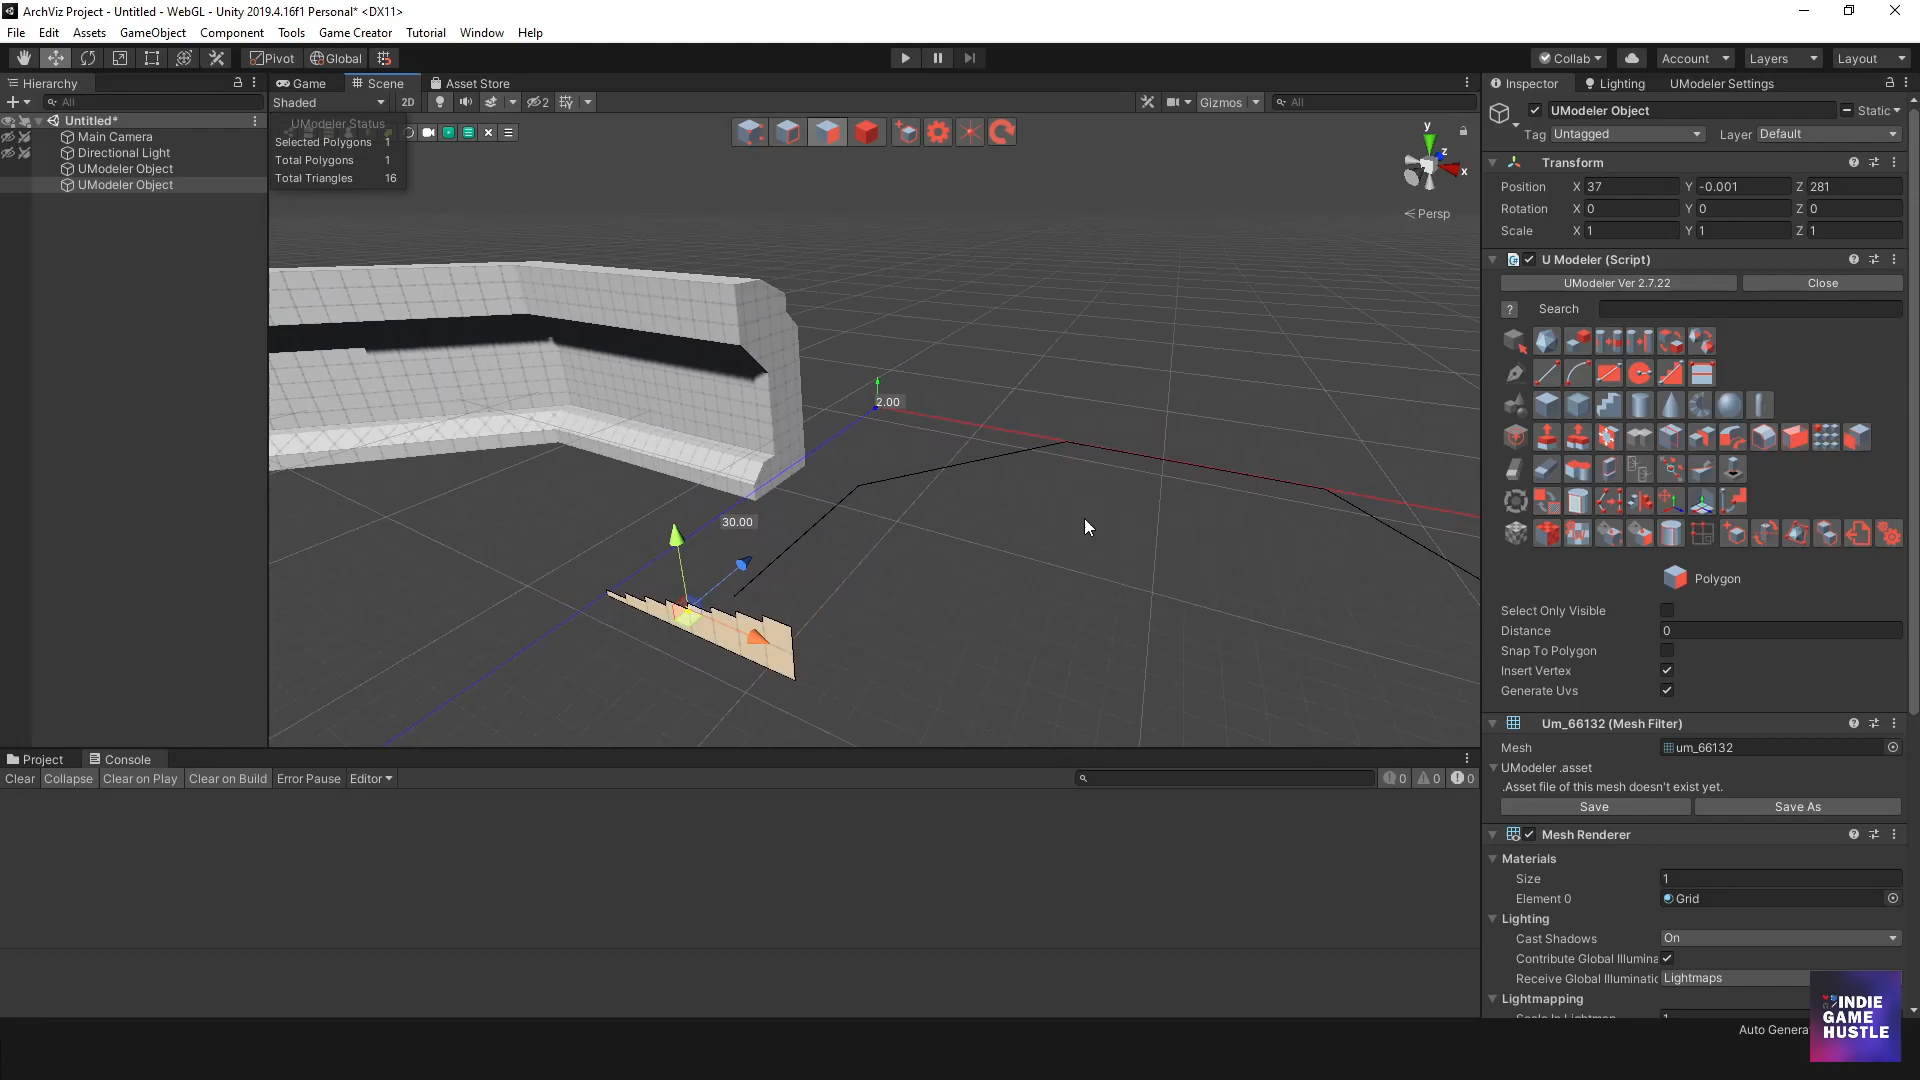 ArchViz Project - Untitled - WebGL - Unity 2019.4.16f1 Personal* <DX11>
File Edit Assets GameObject Component Tools Game Creator Tutorial Window Help
Pivot Global Collab Account Layers Layout
Hierarchy
All
Untitled*
Main Camera
Directional Light
UModeler Object
UModeler Object
Game Scene Asset Store
Shaded 2D 2 Gizmos All
UModeler Status
Selected Polygons 1
Total Polygons 1
Total Triangles 16
y
z
x
Persp
2.00
30.00
Project Console
Clear Collapse Clear on Play Clear on Build Error Pause Editor 0 0 0
Inspector Lighting UModeler Settings
UModeler Object Static
Tag Untagged Layer Default
Transform
Position X 37 Y -0.001 Z 281
Rotation X 0 Y 0 Z 0
Scale X 1 Y 1 Z 1
U Modeler (Script)
UModeler Ver 2.7.22 Close
? Search
Polygon
Select Only Visible
Distance 0
Snap To Polygon
Insert Vertex
Generate Uvs
Um_66132 (Mesh Filter)
Mesh um_66132
UModeler .asset
.Asset file of this mesh doesn't exist yet.
Save Save As
Mesh Renderer
Materials
Size 1
Element 0 Grid
Lighting
Cast Shadows On
Contribute Global Illumina
Receive Global Illuminatic Lightmaps
Lightmapping
Auto Genera
INDIE
GAME
HUSTLE